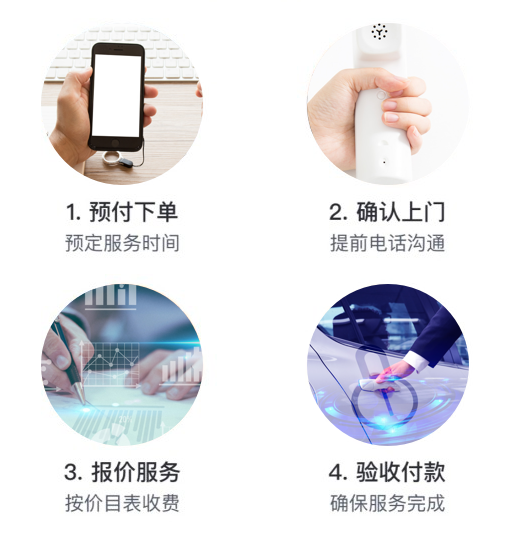 1. 预付下单
预定服务时间
2. 确认上门
提前电话沟通
3. 报价服务
按价目表收费
4. 验收付款
确保服务完成